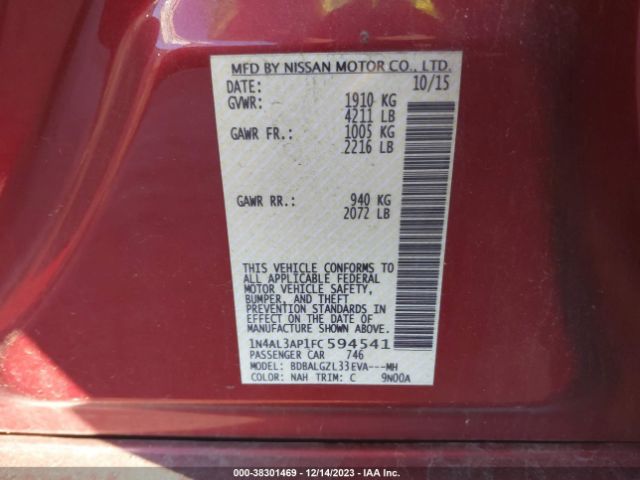 MFD BY NISSAN MOTOR CO., LTD.
DATE: 10/15
GVWR: 1910 KG
4211 LB
GAWR FR.: 1005 KG
2216 LB
GAWR RR.: 940 KG
2072 LB
THIS VEHICLE CONFORMS TO
ALL APPLICABLE FEDERAL
MOTOR VEHICLE SAFETY,
BUMPER, AND THEFT
PREVENTION STANDARDS IN
EFFECT ON THE DATE OF
MANUFACTURE SHOWN ABOVE.
1N4AL3AP1FC594541
PASSENGER CAR 746
MODEL: BDBALGZL33EVA---MH
COLOR: NAH TRIM: C 9N00A
000-38301469 - 12/14/2023 - IAA Inc.